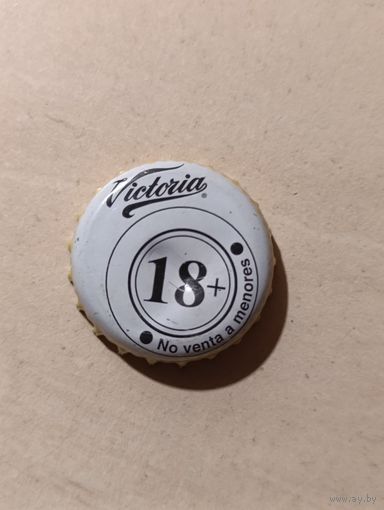 Victoria®
18+
No venta a menores
www.ay.by